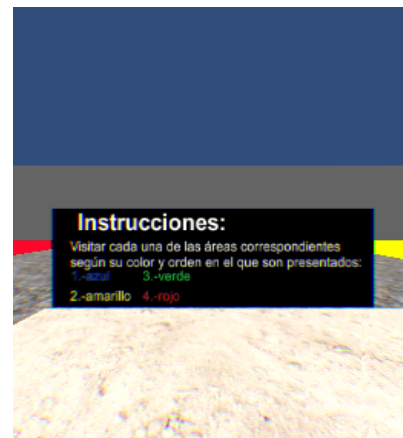 Instrucciones:
Visitar cada una de las áreas correspondientes
según su color y orden en el que son presentados:
1.-azul 3.-verde
2.-amarillo 4.-rojo